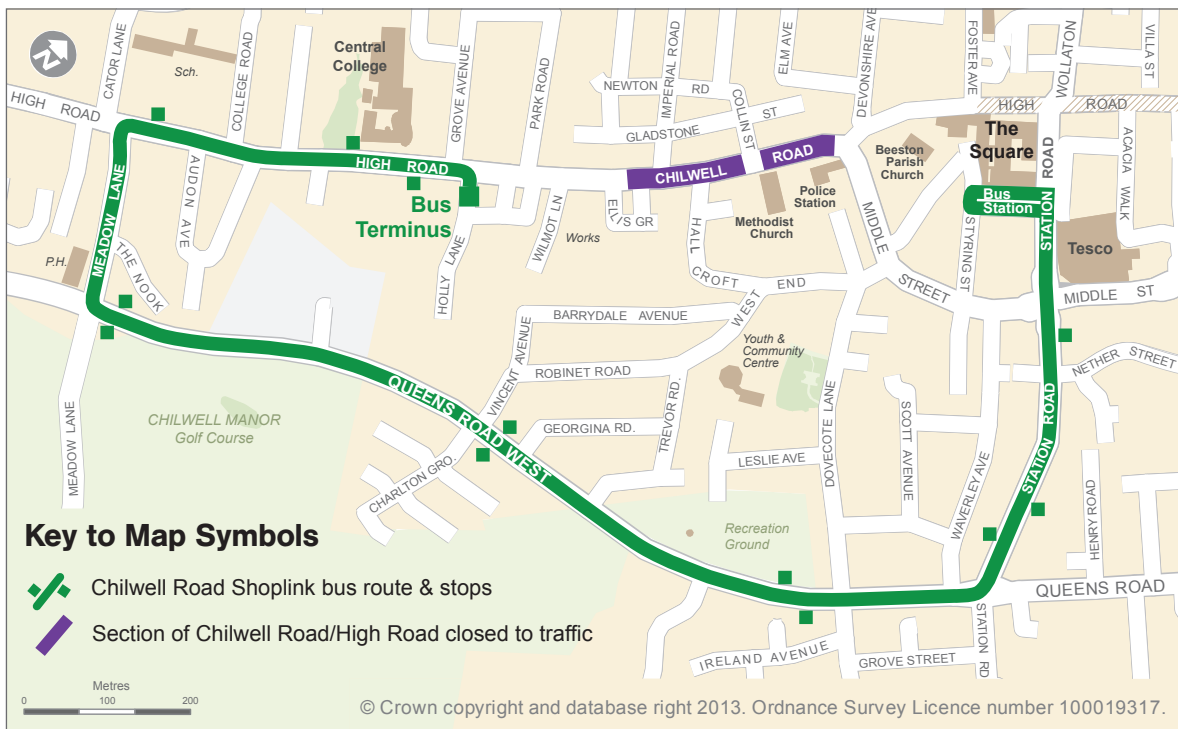 N
CATOR LANE
Sch.
COLLEGE ROAD
Central
College
GROVE AVENUE
PARK ROAD
NEWTON RD
IMPERIAL ROAD
COLLIN ST
ELM AVE
DEVONSHIRE AVE
FOSTER AVE
WOLLATON
VILLA ST
HIGH ROAD
GLADSTONE ST
HIGH ROAD
The
Square
Beeston
Parish
Church
ACACIA WALK
ROAD
HIGH ROAD
CHILWELL ROAD
Police
Station
Methodist
Church
Bus
Station
STATION
Tesco
Bus
Terminus
MEADOW LANE
AUDON AVE
THE NOOK
P.H.
HOLLY LANE
WILMOT LN
Works
ELLYS GR
HALL
CROFT
END
WEST
MIDDLE
STREET
STYRING ST
MIDDLE ST
BARRYDALE AVENUE
VINCENT AVENUE
ROBINET ROAD
Youth &
Community
Centre
NETHER STREET
MEADOW LANE
CHILWELL MANOR
Golf Course
QUEENS ROAD WEST
GEORGINA RD.
TREVOR RD.
CHARLTON GRO.
LESLIE AVE
DOVECOTE LANE
SCOTT AVENUE
WAVERLEY AVE
STATION ROAD
HENRY ROAD
Recreation
Ground
QUEENS ROAD
IRELAND AVENUE
GROVE STREET
STATION RD
Key to Map Symbols
Chilwell Road Shoplink bus route & stops
Section of Chilwell Road/High Road closed to traffic
Metres
0 100 200
© Crown copyright and database right 2013. Ordnance Survey Licence number 100019317.